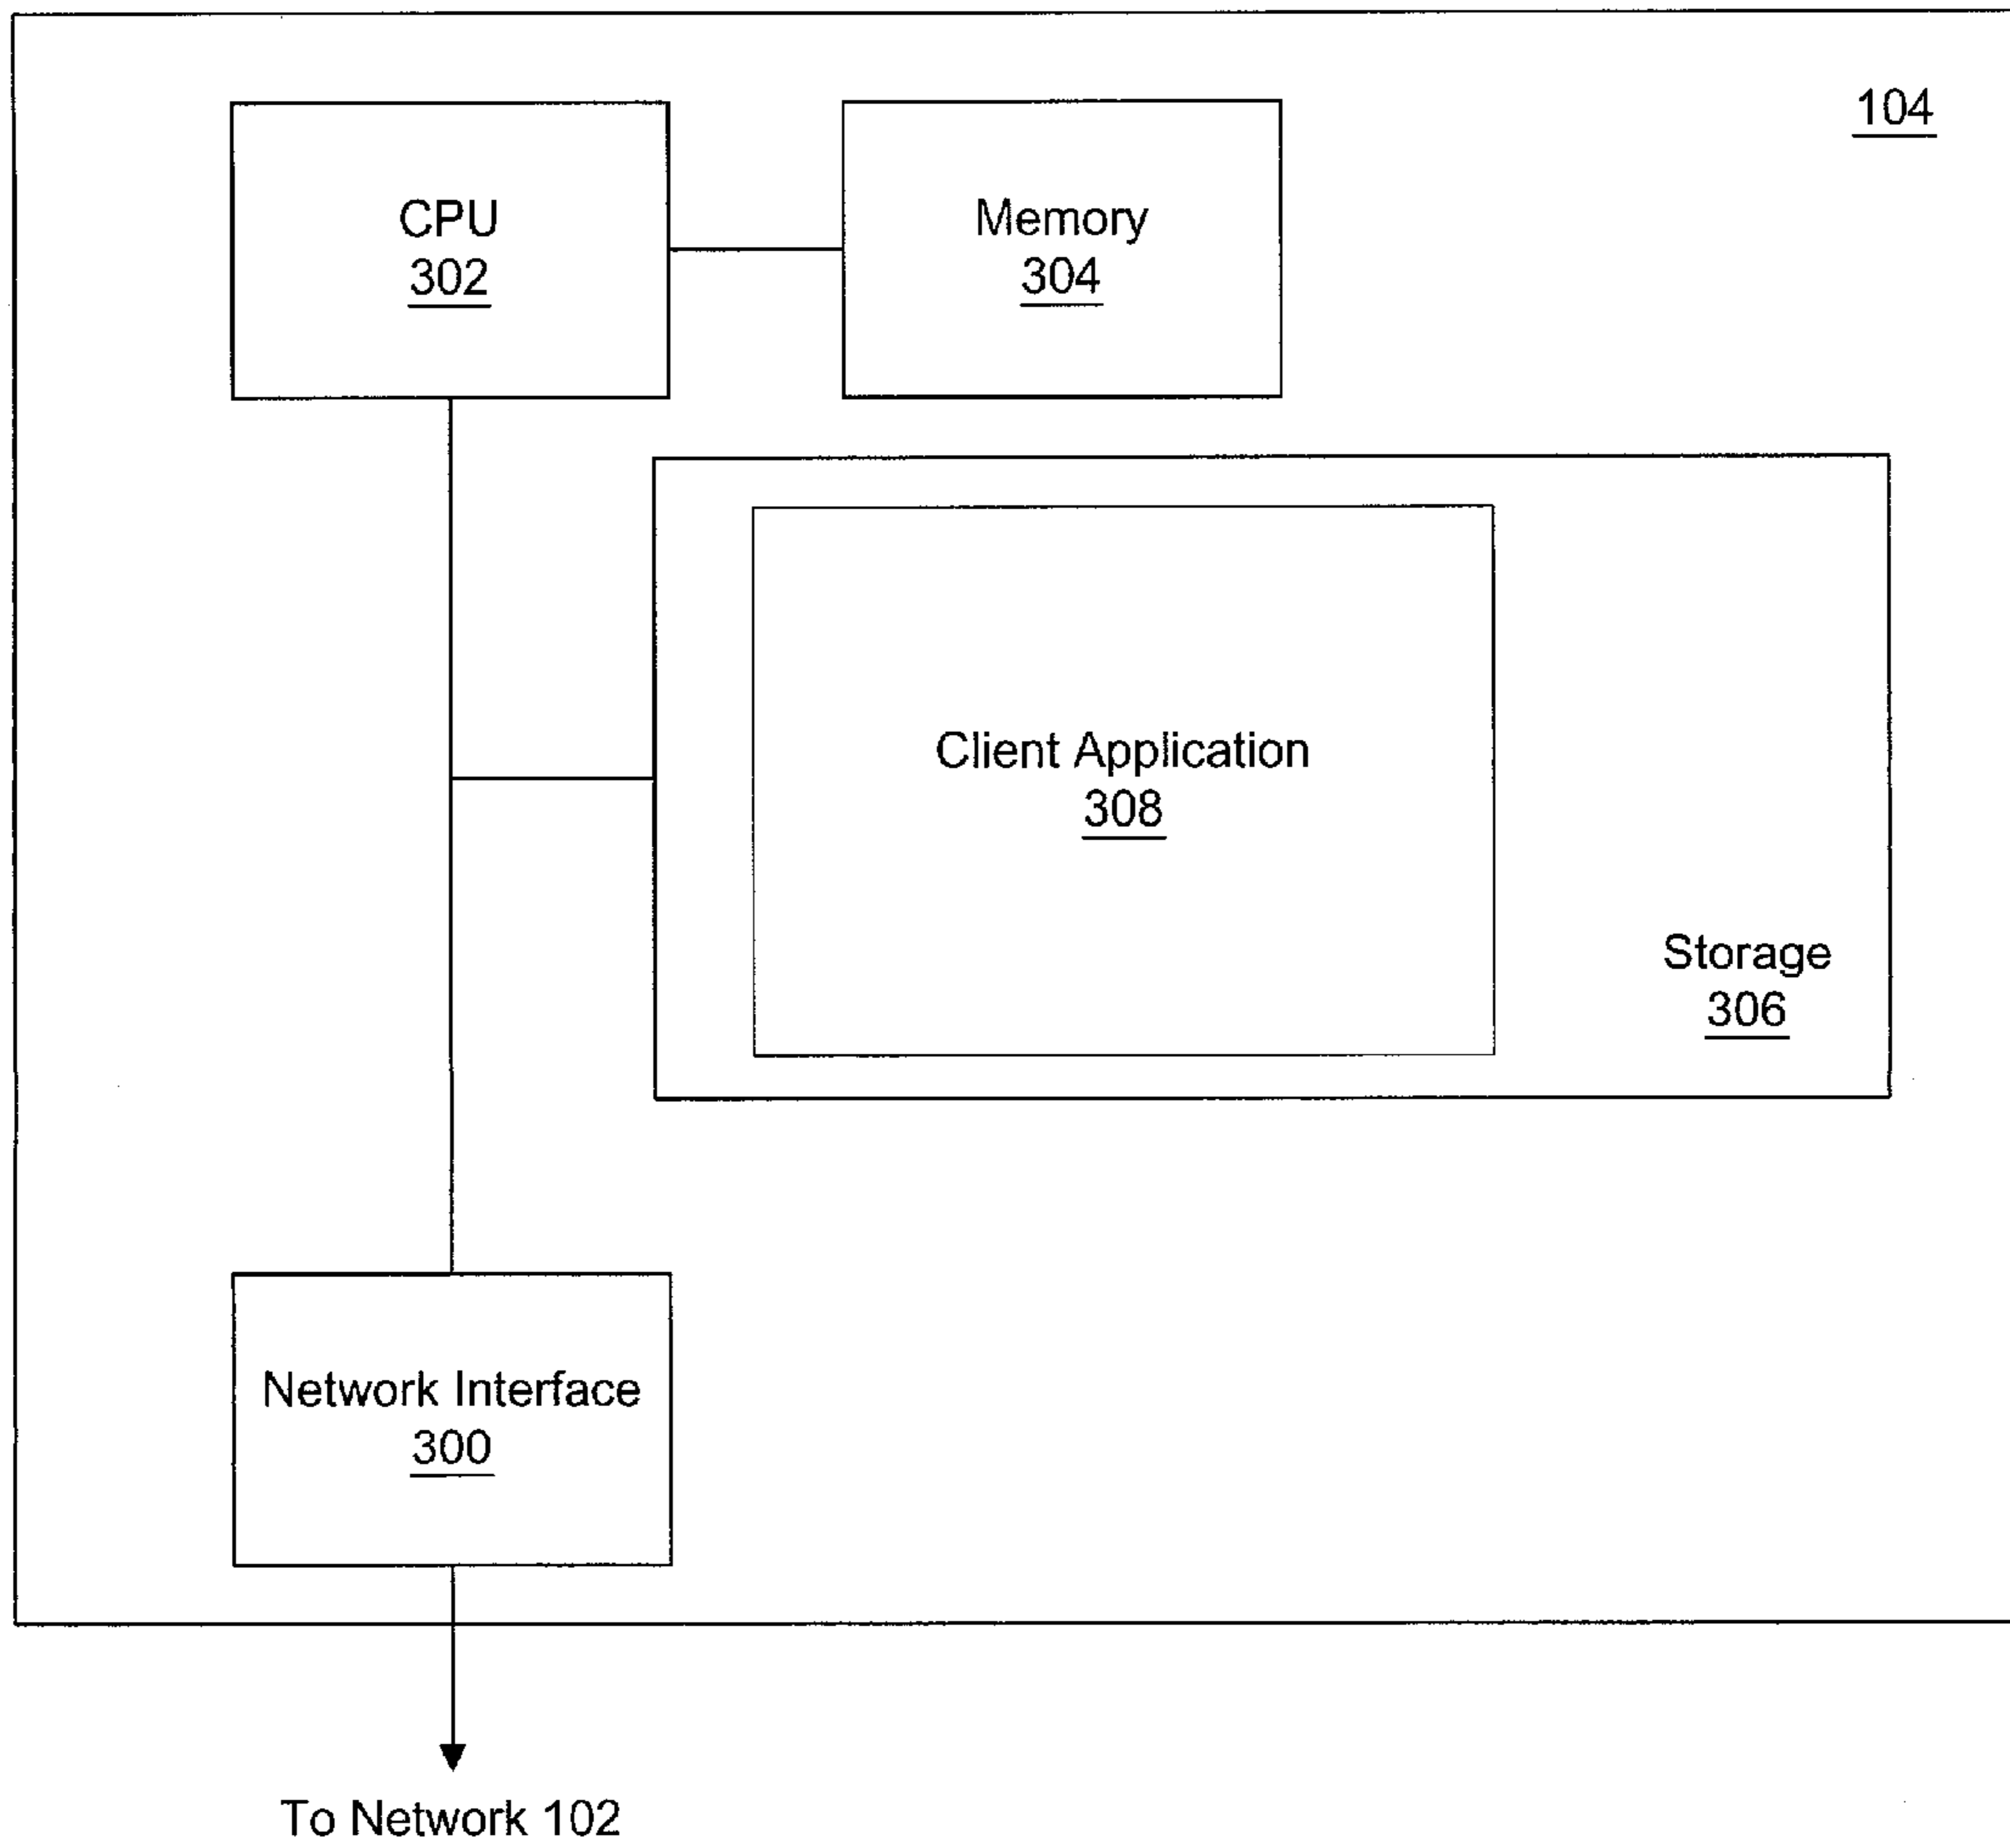 104
CPU
302
Memory
304
Client Application
308
Storage
306
Network Interface
300
To Network 102